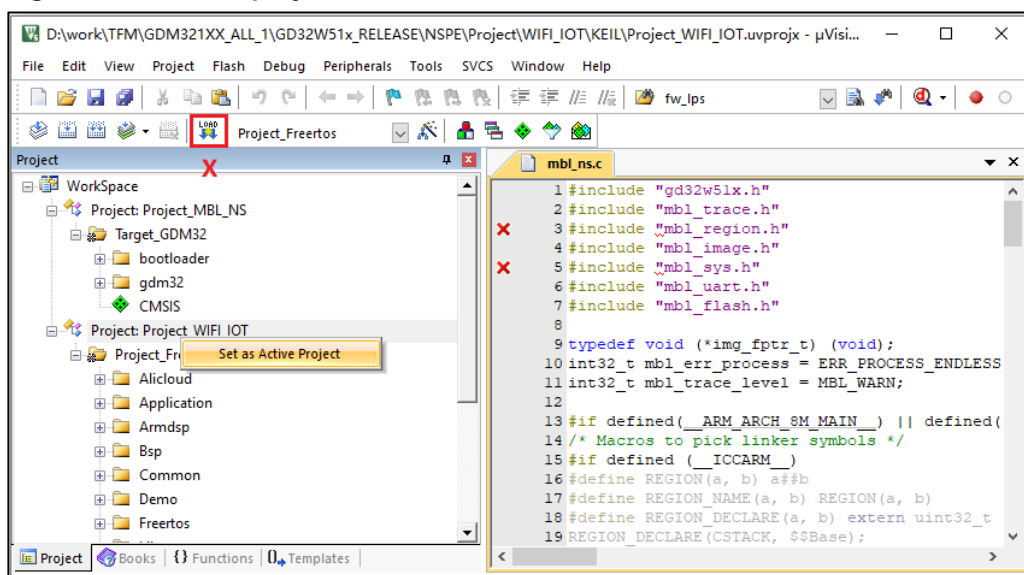 D:\work\TFM\GDM321XX_ALL_1\GD32W51x_RELEASE\NSPE\Project\WIFI_IOT\KEIL\Project_WIFI_IOT.uvprojx - µVisi...
File Edit View Project Flash Debug Peripherals Tools SVCS Window Help
fw_lps
LOAD
Project_Freertos
X
Project
WorkSpace
Project: Project_MBL_NS
Target_GDM32
bootloader
gdm32
CMSIS
Project: Project_WIFI_IOT
Project_Fr
Set as Active Project
Alicloud
Application
Armdsp
Bsp
Common
Demo
Freertos
Project Books {} Functions 0 Templates
mbl_ns.c
1 #include "gd32w51x.h"
2 #include "mbl_trace.h"
3 #include "mbl_region.h"
4 #include "mbl_image.h"
5 #include "mbl_sys.h"
6 #include "mbl_uart.h"
7 #include "mbl_flash.h"
8
9 typedef void (*img_fptr_t) (void);
10 int32_t mbl_err_process = ERR_PROCESS_ENDLESS
11 int32_t mbl_trace_level = MBL_WARN;
12
13 #if defined(__ARM_ARCH_8M_MAIN__) || defined(
14 /* Macros to pick linker symbols */
15 #if defined (__ICCARM__)
16 #define REGION(a, b) a##b
17 #define REGION_NAME(a, b) REGION(a, b)
18 #define REGION_DECLARE(a, b) extern uint32_t
19 REGION_DECLARE(CSTACK, $$Base);